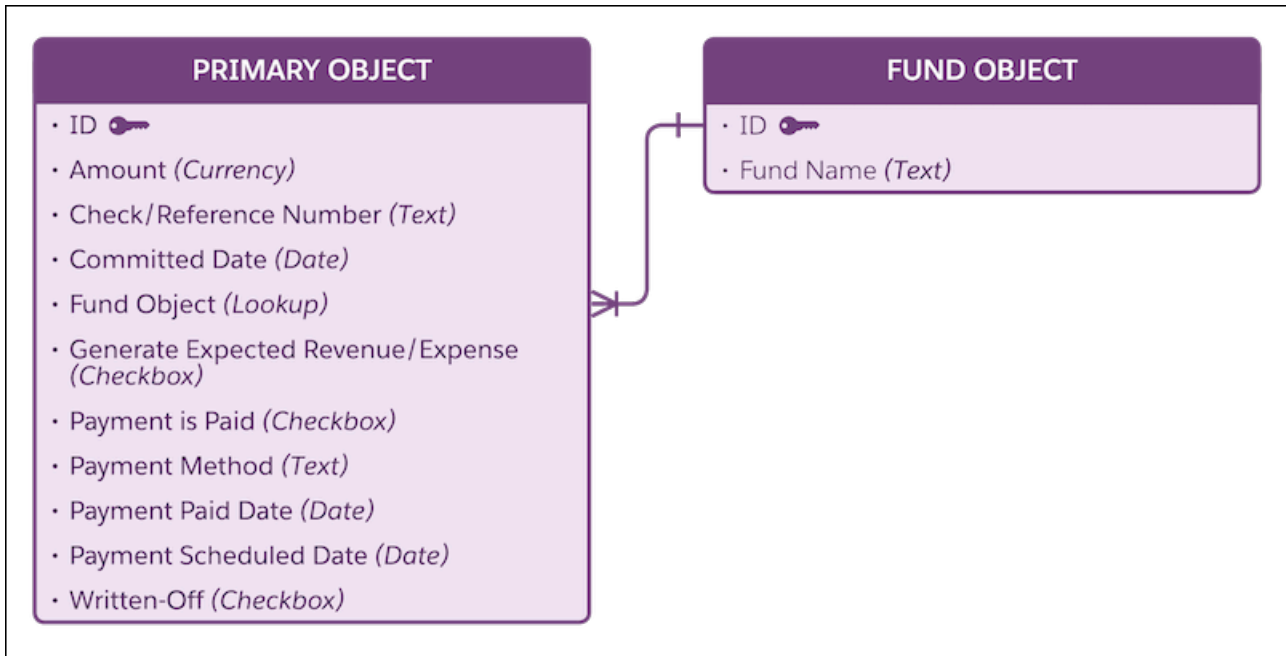 PRIMARY OBJECT
· ID
· Amount (Currency)
· Check/Reference Number (Text)
· Committed Date (Date)
· Fund Object (Lookup)
· Generate Expected Revenue/Expense
(Checkbox)
· Payment is Paid (Checkbox)
· Payment Method (Text)
· Payment Paid Date (Date)
· Payment Scheduled Date (Date)
· Written-Off (Checkbox)
FUND OBJECT
· ID
· Fund Name (Text)